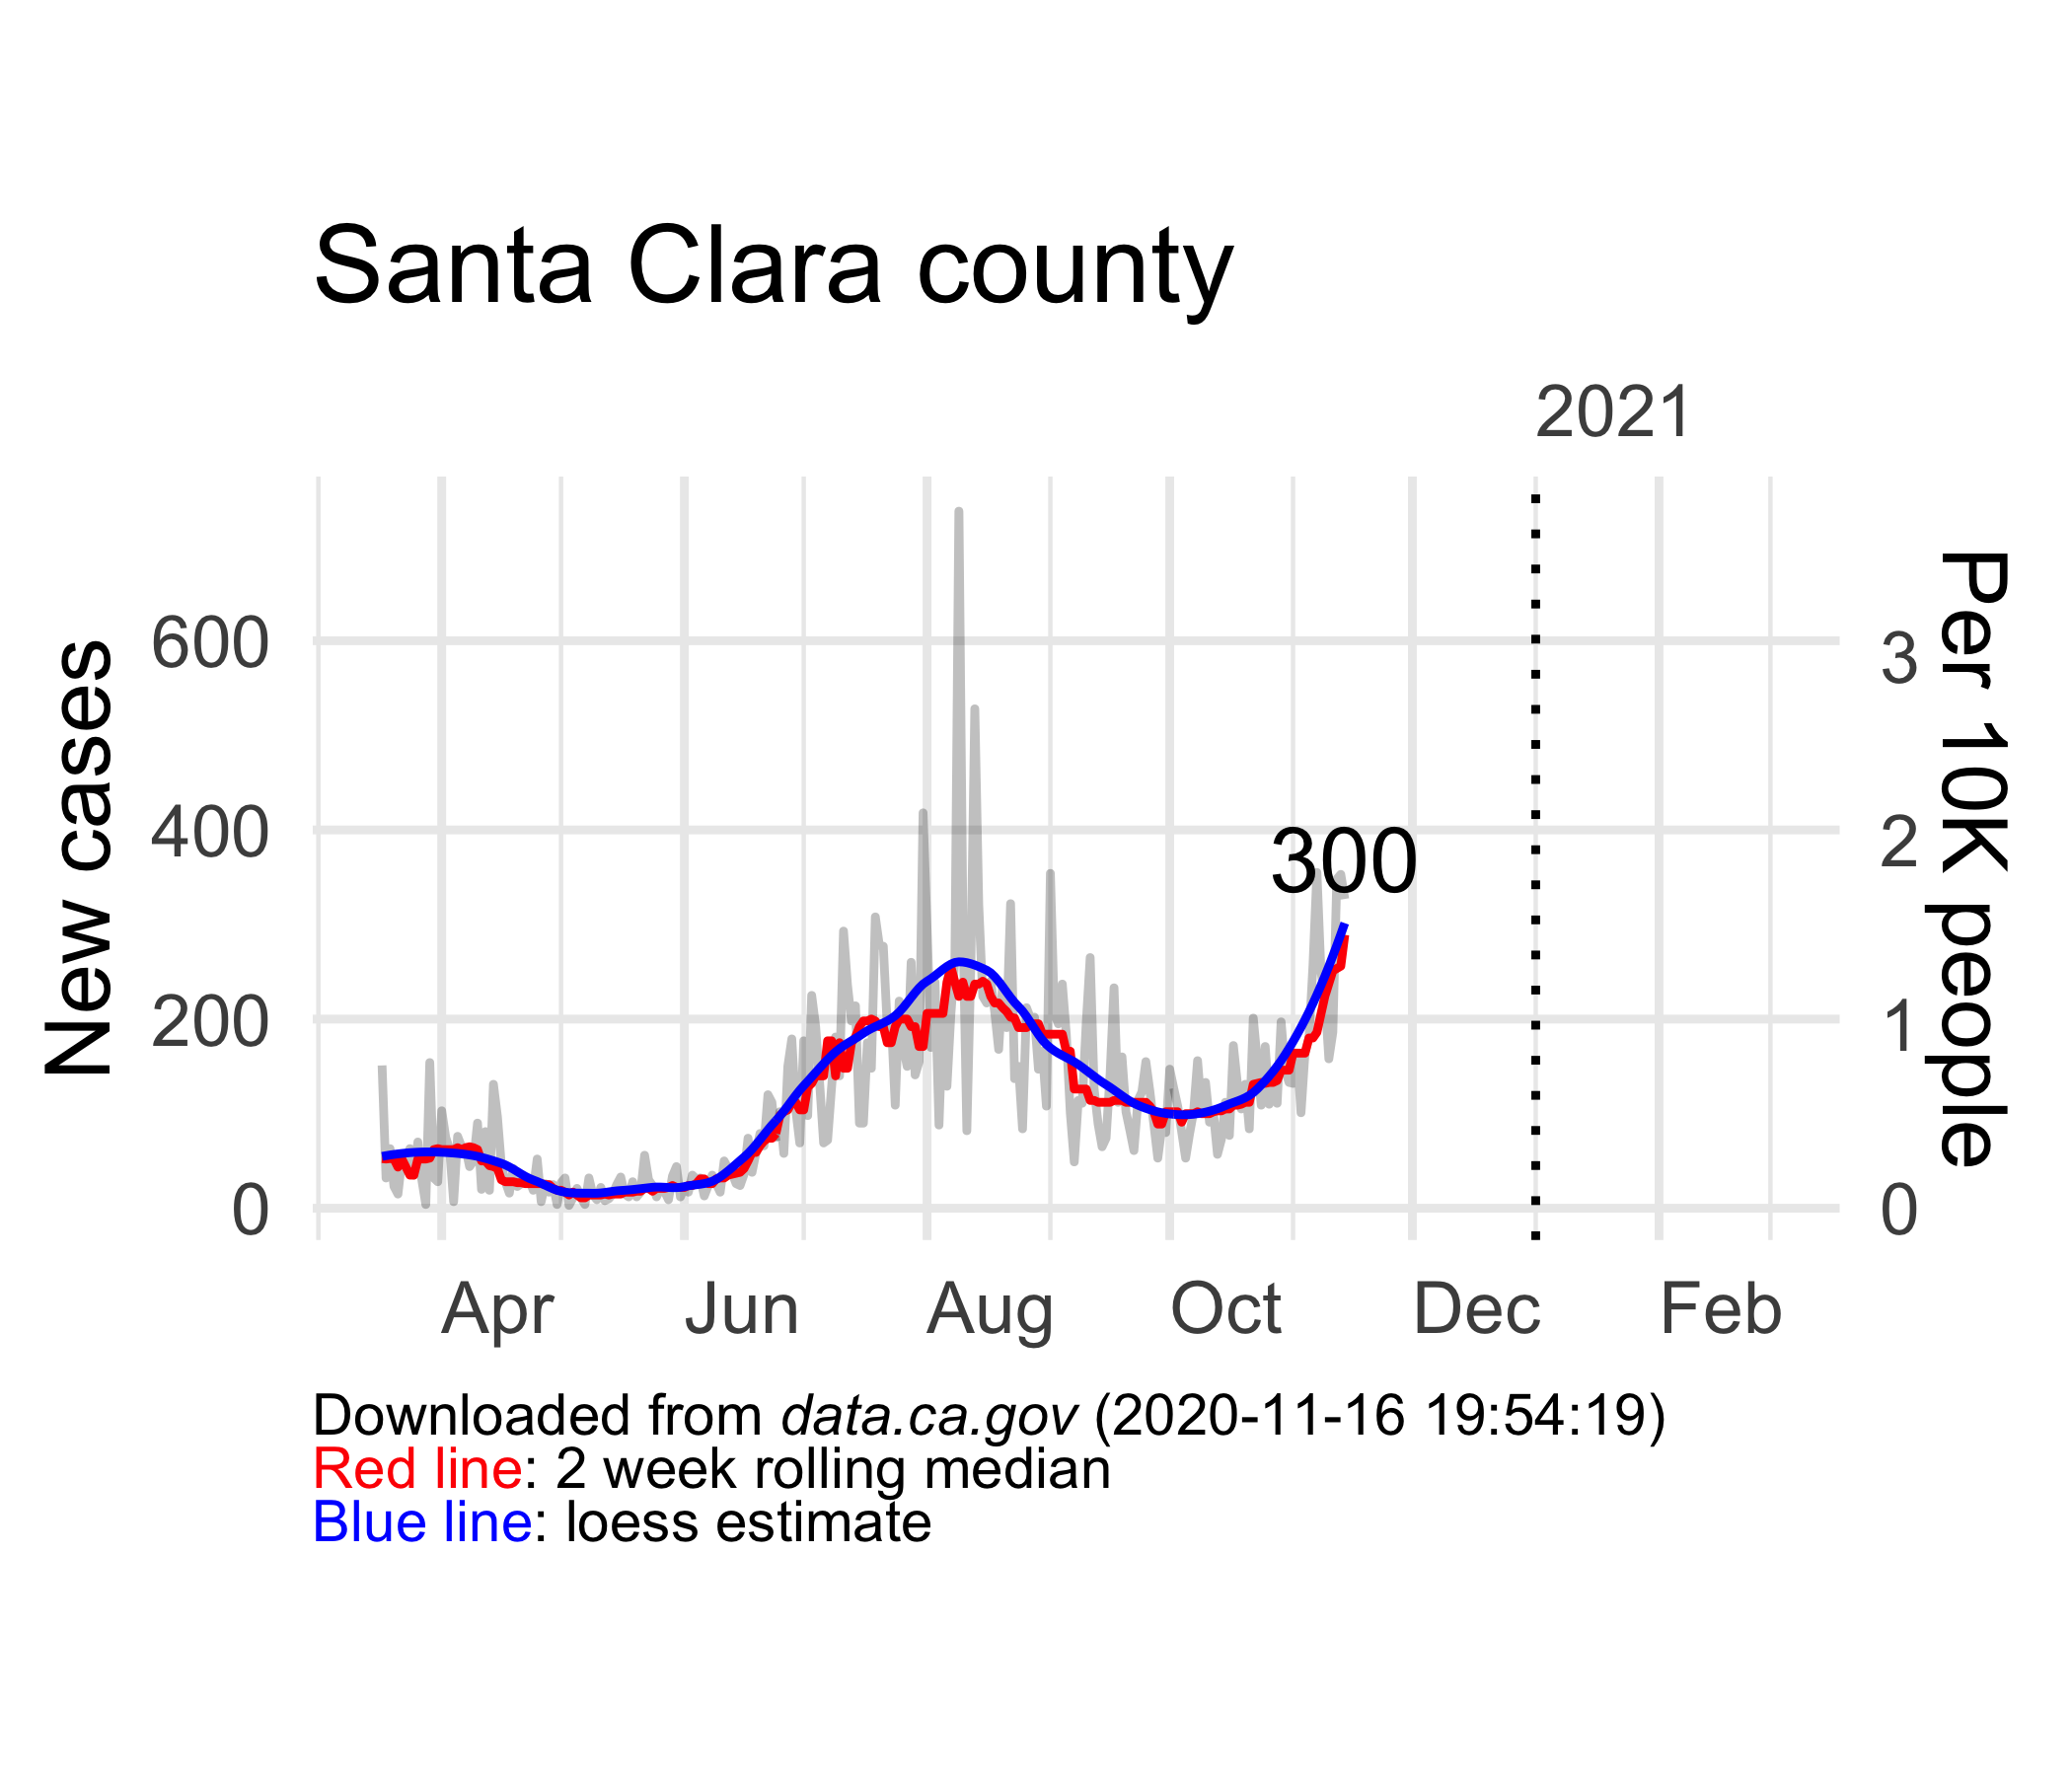 Santa Clara county
2021
New cases
600
400
200
0
300
3
2
1
0
Per 10K people
Apr Jun Aug Oct Dec Feb
Downloaded from data.ca.gov (2020-11-16 19:54:19)
Red line: 2 week rolling median
Blue line: loess estimate